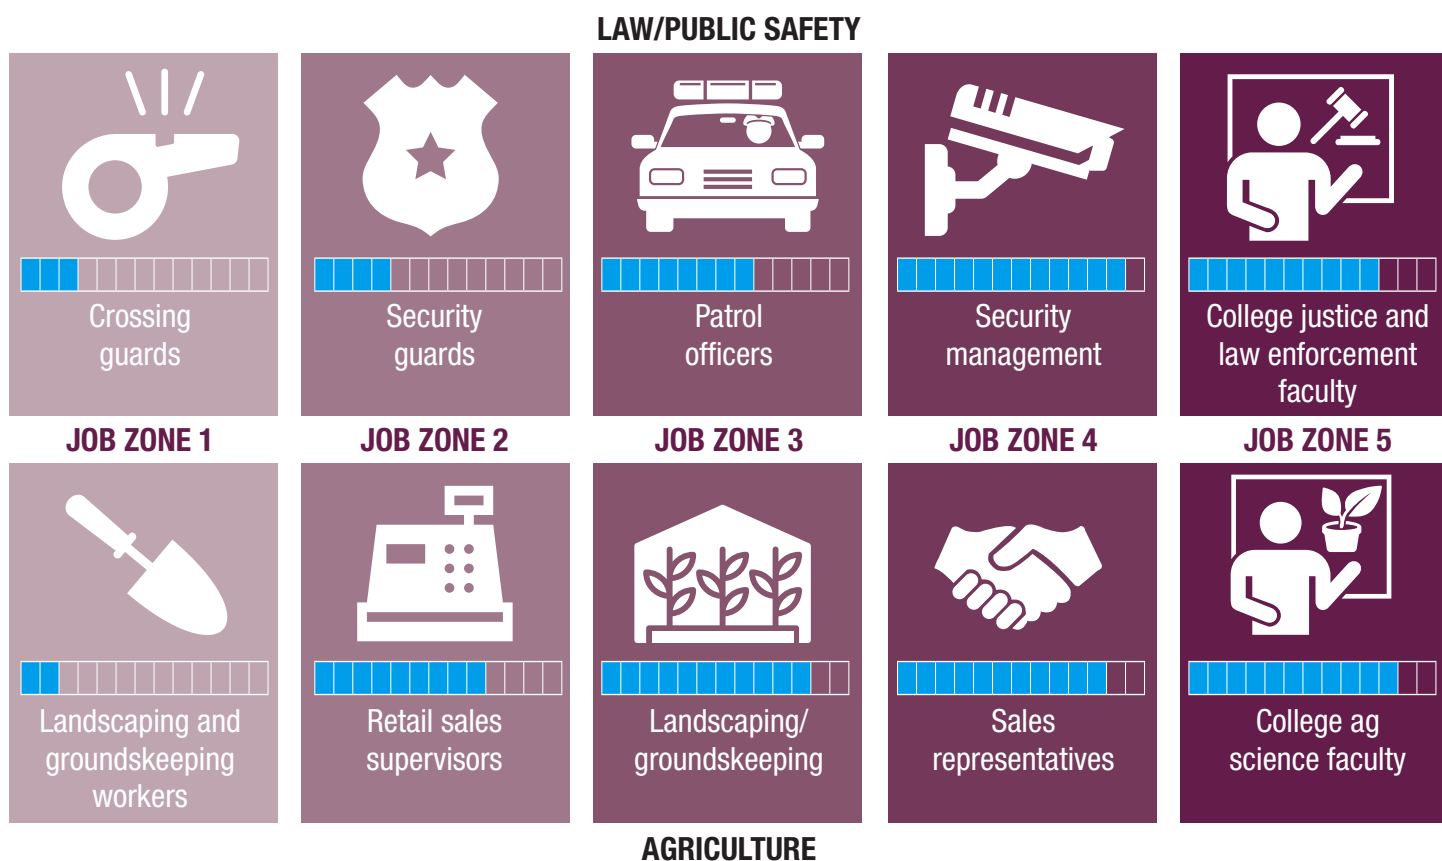 LAW/PUBLIC SAFETY
Crossing
guards
Security
guards
Patrol
officers
Security
management
College justice and
law enforcement
faculty
JOB ZONE 1
JOB ZONE 2
JOB ZONE 3
JOB ZONE 4
JOB ZONE 5
Landscaping and
groundskeeping
workers
Retail sales
supervisors
Landscaping/
groundskeeping
Sales
representatives
College ag
science faculty
AGRICULTURE